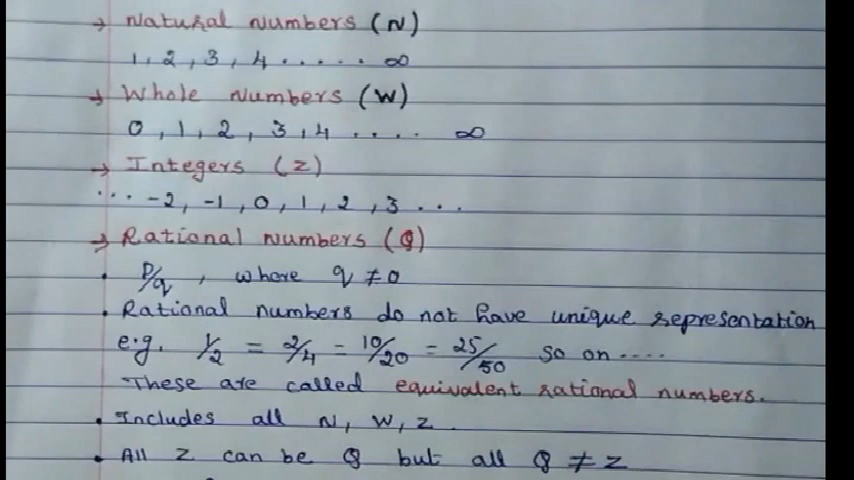 → Natural Numbers (N)
1, 2, 3, 4 ...... ∞
→ Whole Numbers (W)
0, 1, 2, 3, 4 .... ∞
→ Integers (Z)
... -2, -1, 0, 1, 2, 3 ...
→ Rational Numbers (Q)
• p/q, where q ≠ 0
• Rational numbers do not have unique representation
e.g. 1/2 = 2/4 = 10/20 = 25/50 so on ....
These are called equivalent rational numbers.
• Includes all N, W, Z.
• All Z can be Q but all Q ≠ Z